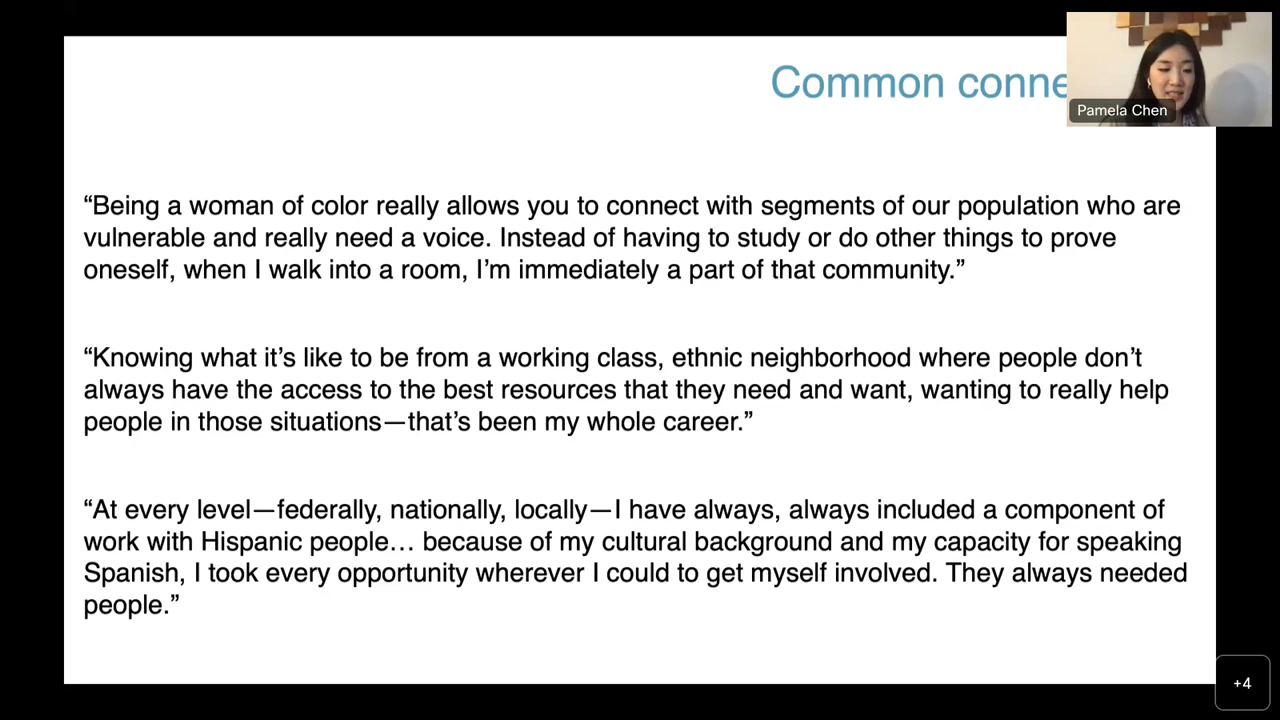 Common conne
Pamela Chen
“Being a woman of color really allows you to connect with segments of our population who are
vulnerable and really need a voice. Instead of having to study or do other things to prove
oneself, when I walk into a room, I’m immediately a part of that community.”
“Knowing what it’s like to be from a working class, ethnic neighborhood where people don’t
always have the access to the best resources that they need and want, wanting to really help
people in those situations—that’s been my whole career.”
“At every level—federally, nationally, locally—I have always, always included a component of
work with Hispanic people… because of my cultural background and my capacity for speaking
Spanish, I took every opportunity wherever I could to get myself involved. They always needed
people.”
+4